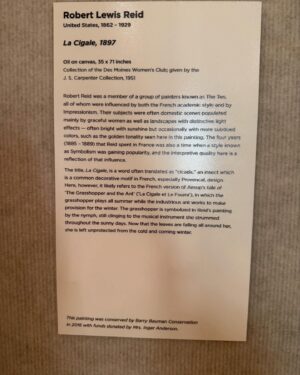 Robert Lewis Reid
United States, 1862 - 1929
La Cigale, 1897
Oil on canvas, 35 x 71 inches
Collection of the Des Moines Women's Club; given by the
J. S. Carpenter Collection, 1951
Robert Reid was a member of a group of painters known as The Ten,
all of whom were influenced by both the French academic style and by
Impressionism. Their subjects were often domestic scenes populated
mainly by graceful women as well as landscapes with distinctive light
effects — often bright with sunshine but occasionally with more subdued
colors, such as the golden tonality seen here in this painting. The four years
(1885 - 1889) that Reid spent in France was also a time when a style known
as Symbolism was gaining popularity, and the interpretive quality here is a
reflection of that influence.
The title, La Cigale, is a word often translates as "cicada," an insect which
is a common decorative motif in French, especially Provencal, design.
Here, however, it likely refers to the French version of Aesop's tale of
'The Grasshopper and the Ant' ('La Cigale et La Fourmi'), in which the
grasshopper plays all summer while the industrious ant works to make
provision for the winter. The grasshopper is symbolized in Reid's painting
by the nymph, still clinging to the musical instrument she strummed
throughout the sunny days. Now that the leaves are falling all around her,
she is left unprotected from the cold and coming winter.
This painting was conserved by Barry Bauman Conservation
in 2016 with funds donated by Mrs. Inger Anderson.